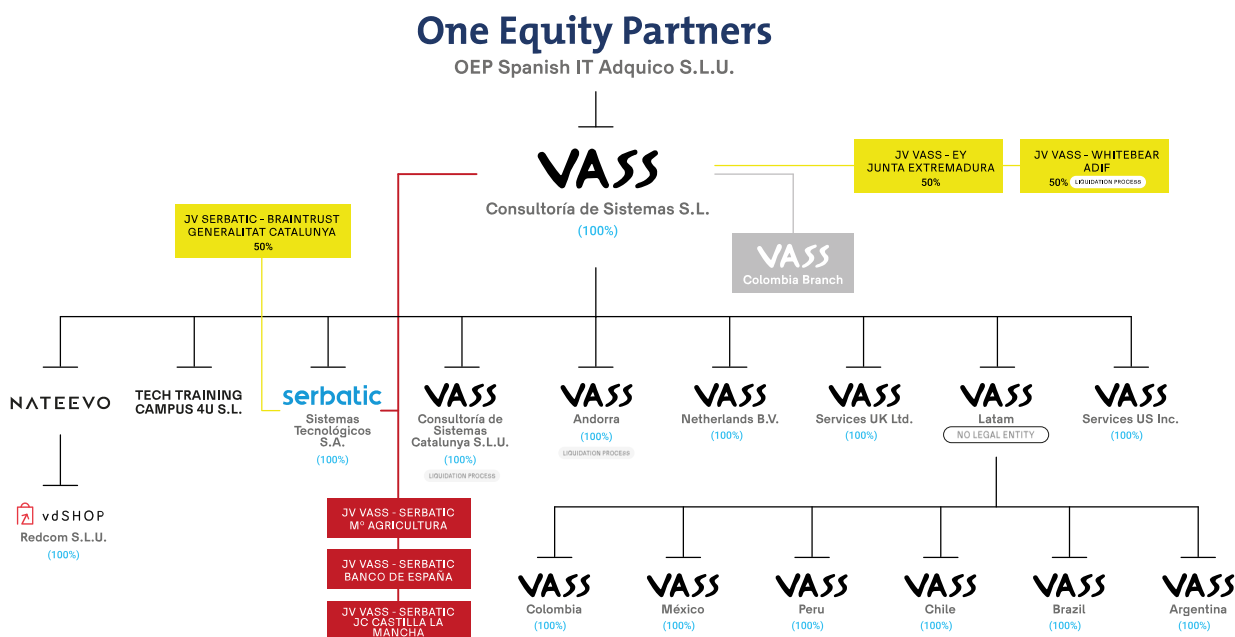 One Equity Partners
OEP Spanish IT Adquico S.L.U.
VASS
Consultoría de Sistemas S.L.
(100%)
JV VASS - EY
JUNTA EXTREMADURA
50%
JV VASS - WHITEBEAR
ADIF
50% LIQUIDATION PROCESS
JV SERBATIC - BRAINTRUST
GENERALITAT CATALUNYA
50%
VASS
Colombia Branch
NATEEVO
TECH TRAINING
CAMPUS 4U S.L.
serbatic
Sistemas
Tecnológicos
S.A.
(100%)
VASS
Consultoría de
Sistemas
Catalunya S.L.U.
(100%)
LIQUIDATION PROCESS
VASS
Andorra
(100%)
LIQUIDATION PROCESS
VASS
Netherlands B.V.
(100%)
VASS
Services UK Ltd.
(100%)
VASS
Latam
NO LEGAL ENTITY
VASS
Services US Inc.
(100%)
vdSHOP
Redcom S.L.U.
(100%)
JV VASS - SERBATIC
Mº AGRICULTURA
JV VASS - SERBATIC
BANCO DE ESPAÑA
JV VASS - SERBATIC
JC CASTILLA LA
MANCHA
VASS
Colombia
(100%)
VASS
México
(100%)
VASS
Peru
(100%)
VASS
Chile
(100%)
VASS
Brazil
(100%)
VASS
Argentina
(100%)